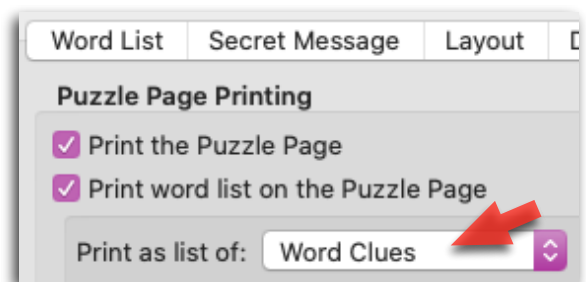 Word List Secret Message Layout
Puzzle Page Printing
Print the Puzzle Page
Print word list on the Puzzle Page
Print as list of: Word Clues